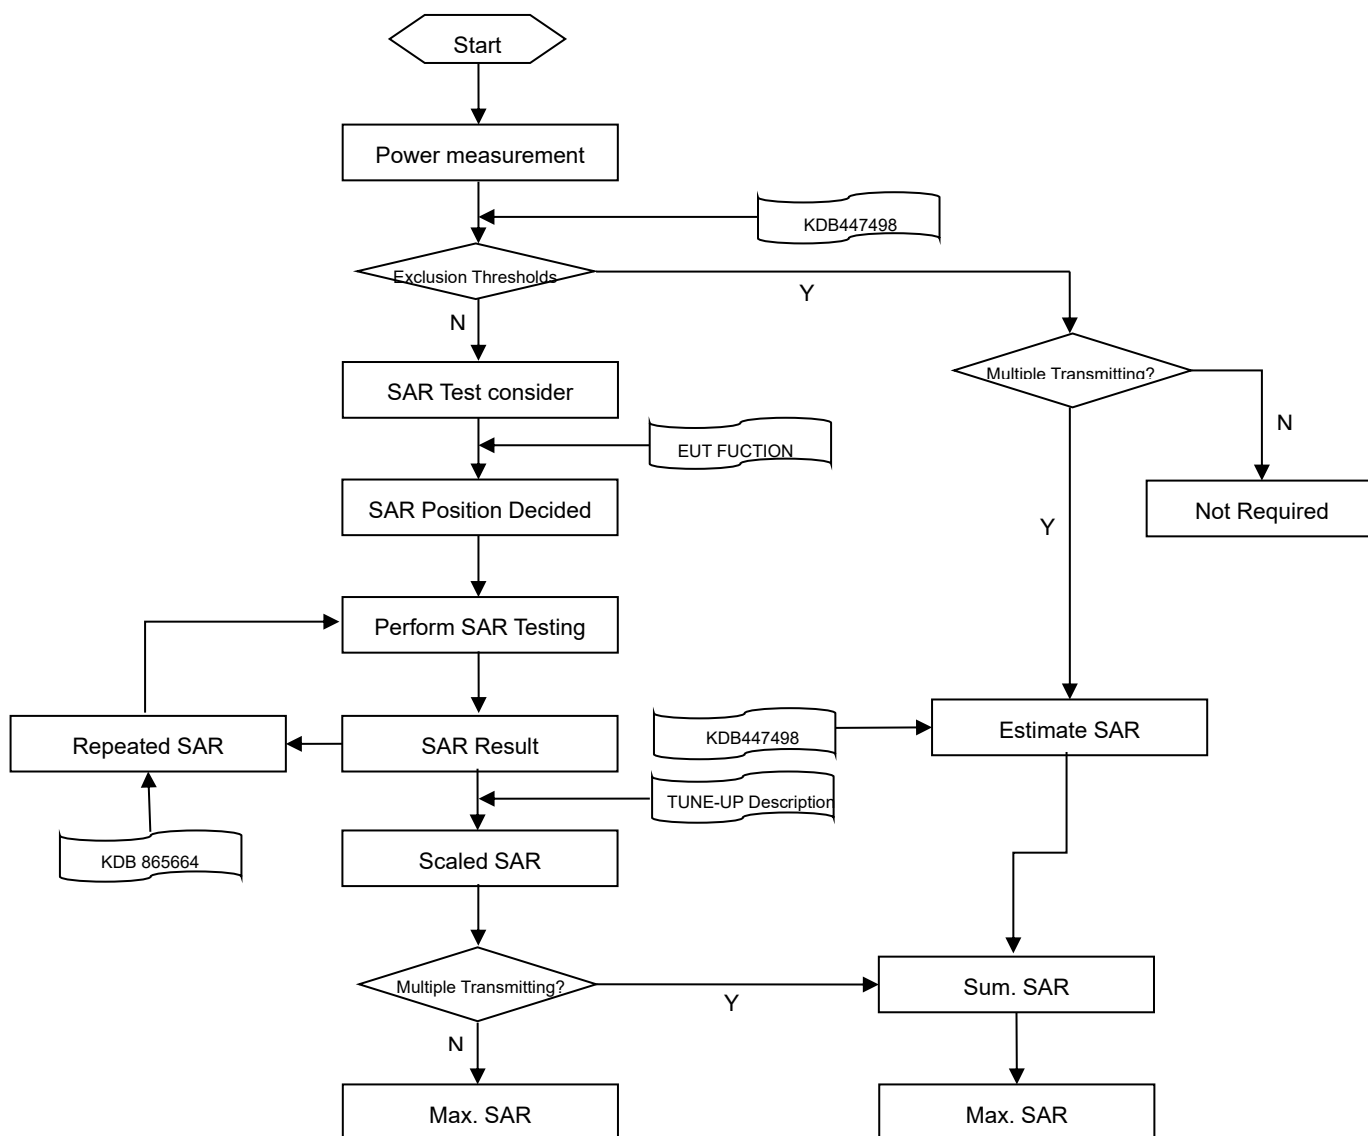 Start
Power measurement
KDB447498
Exclusion Thresholds
Y
N
SAR Test consider
Multiple Transmitting?
N
EUT FUCTION
SAR Position Decided
Not Required
Y
Perform SAR Testing
Repeated SAR
SAR Result
KDB447498
Estimate SAR
TUNE-UP Description
KDB 865664
Scaled SAR
Multiple Transmitting?
Y
Sum. SAR
N
Max. SAR
Max. SAR